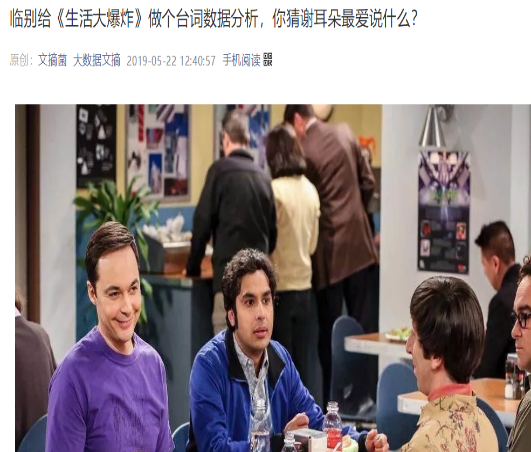 临别给《生活大爆炸》做个台词数据分析，你猜谢耳朵最爱说什么？
原创： 文摘菌 大数据文摘 2019-05-22 12:40:57 手机阅读